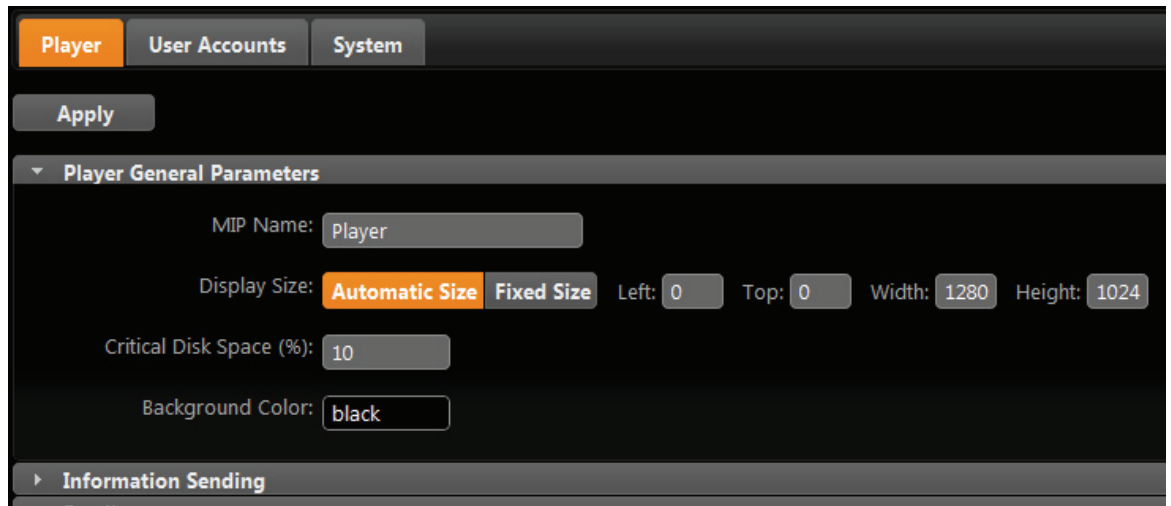 Player User Accounts System
Apply
Player General Parameters
MIP Name: Player
Display Size: Automatic Size Fixed Size Left: 0 Top: 0 Width: 1280 Height: 1024
Critical Disk Space (%): 10
Background Color: black
Information Sending